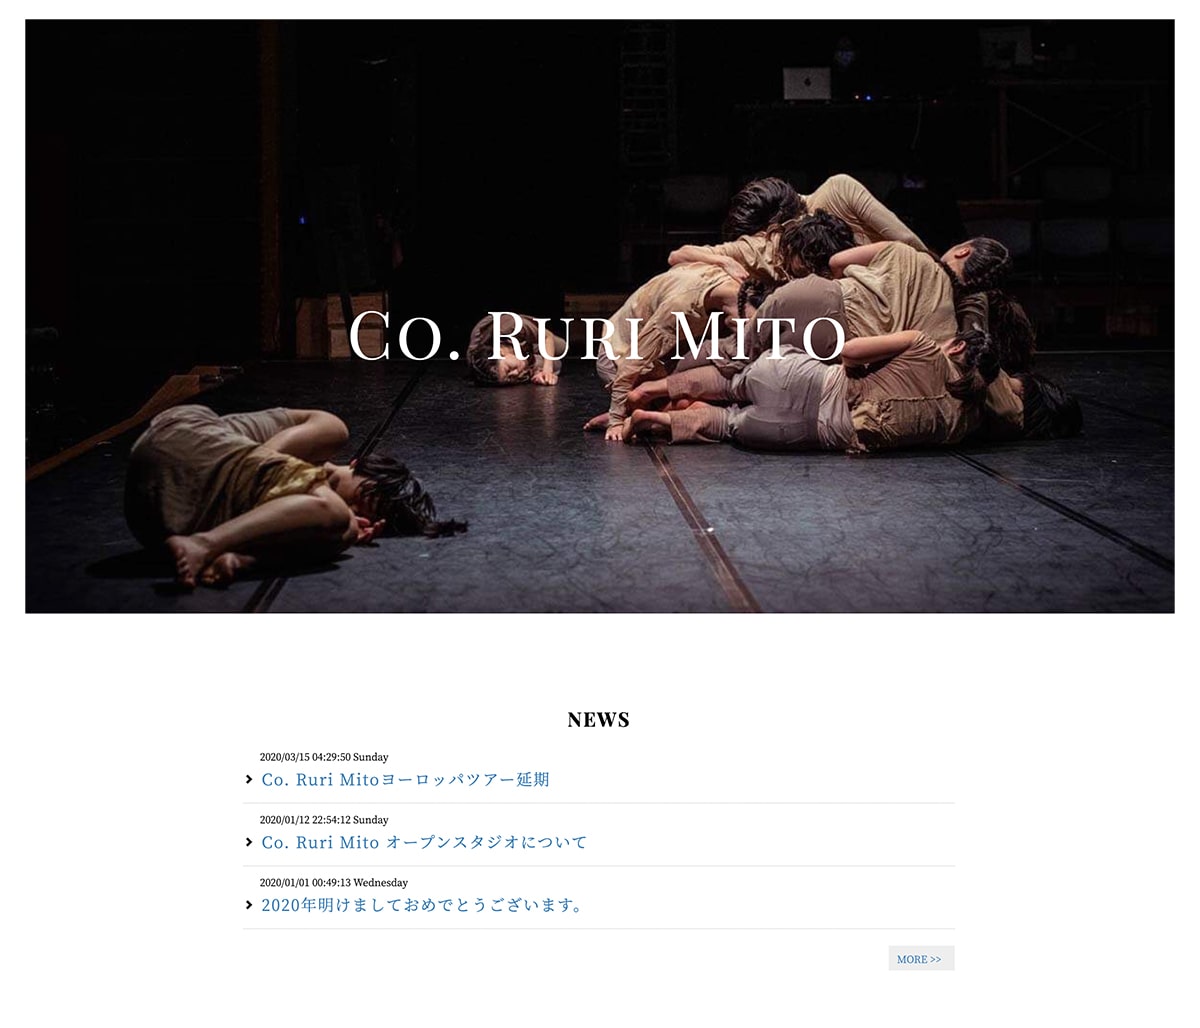 Co. Ruri Mito
NEWS
2020/03/15 04:29:50 Sunday
Co. Ruri Mitoヨーロッパツアー延期
2020/01/12 22:54:12 Sunday
Co. Ruri Mito オープンスタジオについて
2020/01/01 00:49:13 Wednesday
2020年明けましておめでとうございます。
MORE >>